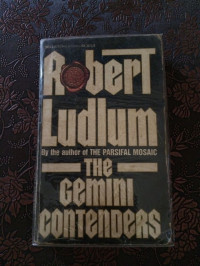 Robert
Ludlum
By the author of THE PARSIFAL MOSAIC
THE
Gemini
Contenders